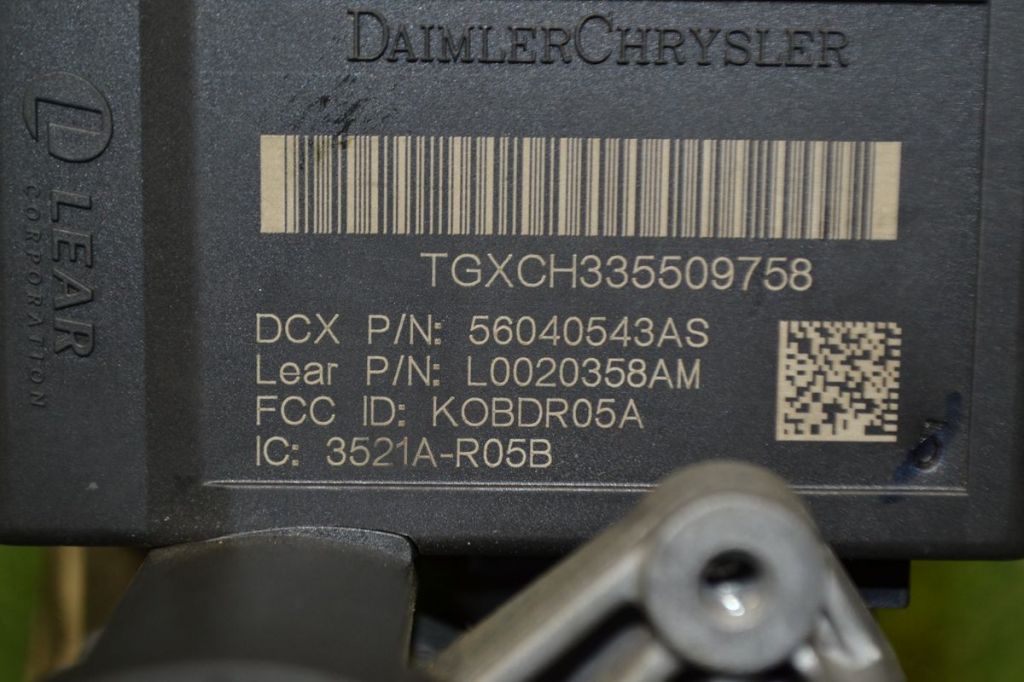 DAIMLERCHRYSLER
LEAR
CORPORATION
TGXCH335509758
DCX P/N: 56040543AS
Lear P/N: L0020358AM
FCC ID: KOBDR05A
IC: 3521A-R05B